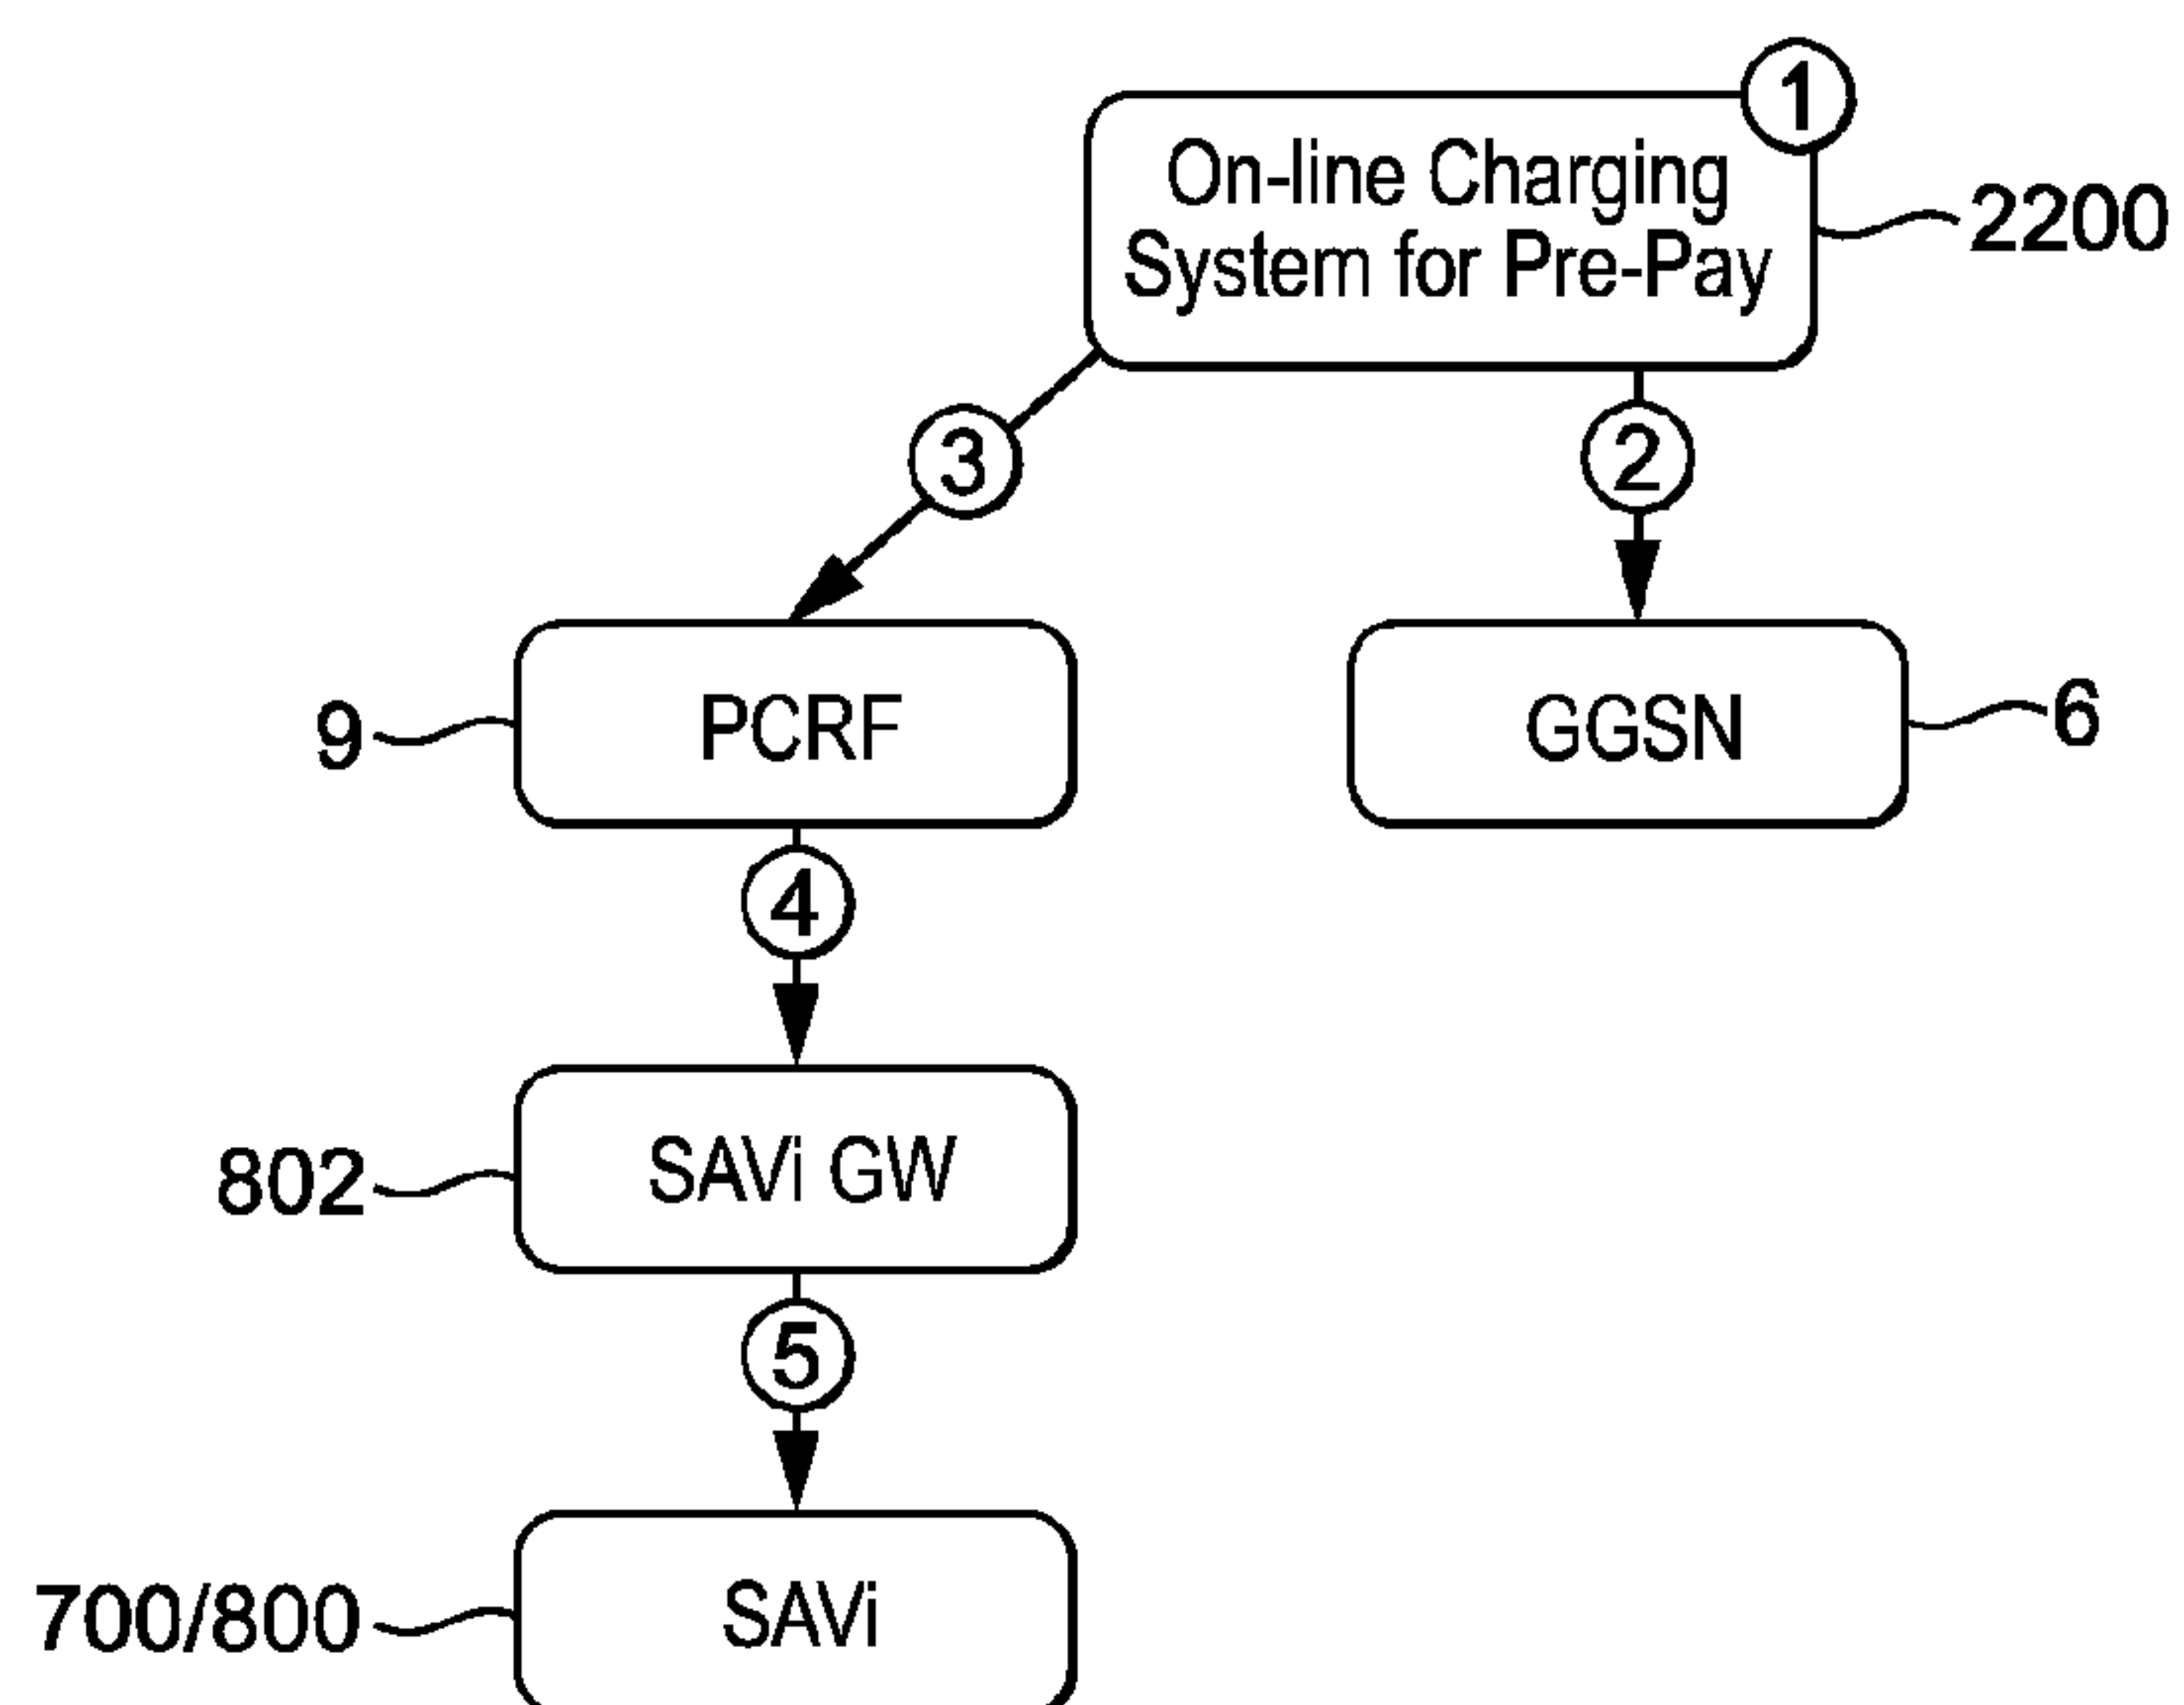 1
On-line Charging
System for Pre-Pay
2200
3
2
9
PCRF
GGSN
6
4
802
SAVi GW
5
700/800
SAVi